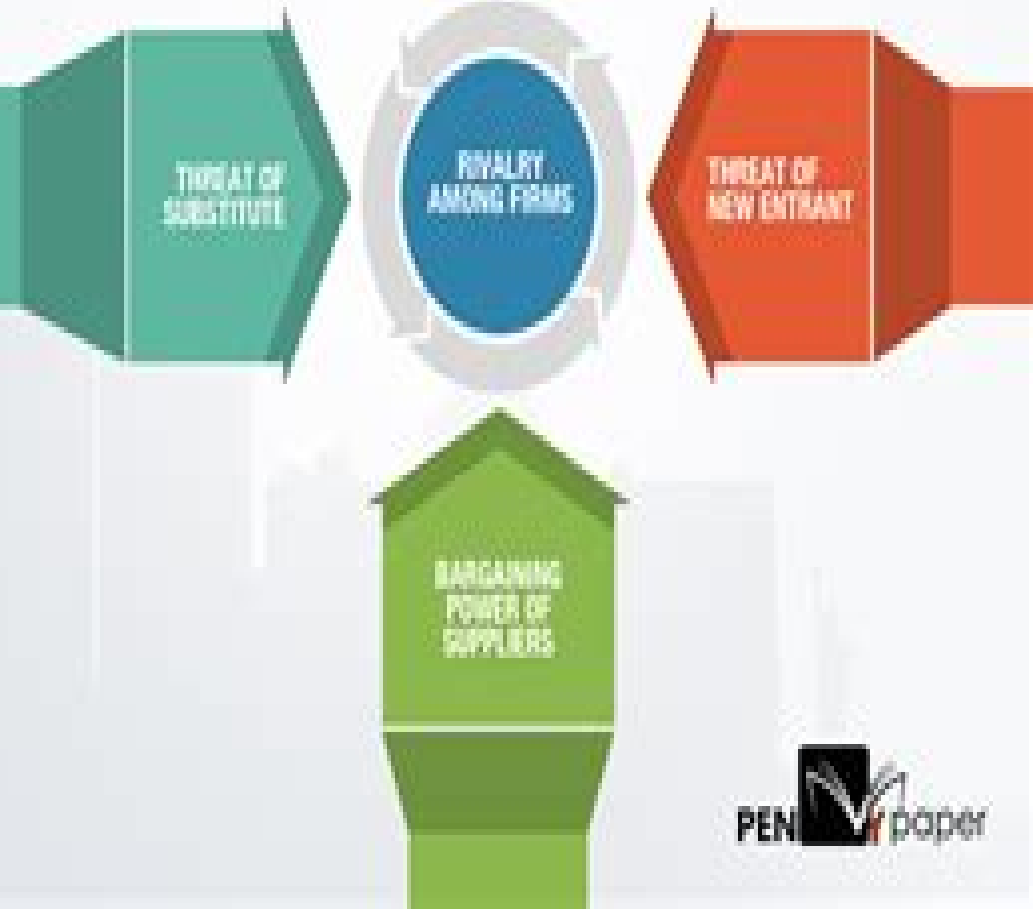 THREAT OF
SUBSTITUTE
RIVALRY
AMONG FIRMS
THREAT OF
NEW ENTRANT
BARGAINING
POWER OF
SUPPLIERS
PEN
paper